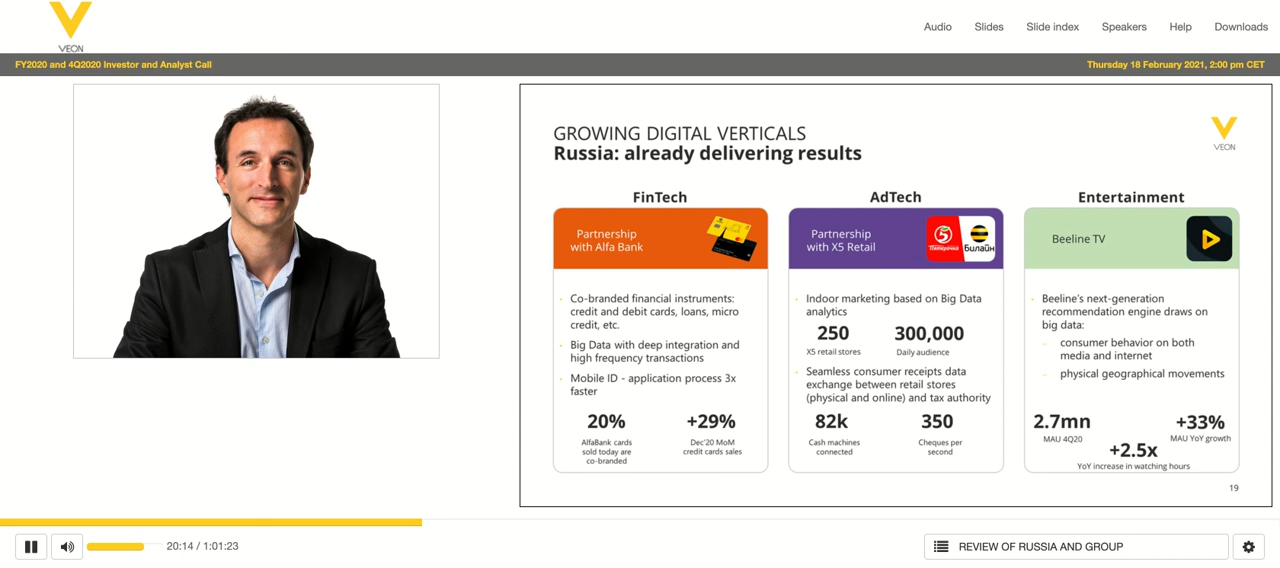 VEON
Audio Slides Slide index Speakers Help Downloads
FY2020 and 4Q2020 Investor and Analyst Call
Thursday 18 February 2021, 2:00 pm CET
GROWING DIGITAL VERTICALS
Russia: already delivering results
VEON
FinTech
Partnership
with Alfa Bank
Co-branded financial instruments:
credit and debit cards, loans, micro
credit, etc.
Big Data with deep integration and
high frequency transactions
Mobile ID - application process 3x
faster
20%
AlfaBank cards
sold today are
co-branded
+29%
Dec'20 MoM
credit cards sales
AdTech
Partnership
with X5 Retail
5
Пятёрочка
Билайн
Indoor marketing based on Big Data
analytics
250
X5 retail stores
300,000
Daily audience
Seamless consumer receipts data
exchange between retail stores
(physical and online) and tax authority
82k
Cash machines
connected
350
Cheques per
second
Entertainment
Beeline TV
Beeline's next-generation
recommendation engine draws on
big data:
consumer behavior on both
media and internet
physical geographical movements
2.7mn
MAU 4Q20
+33%
MAU YoY growth
+2.5x
YoY increase in watching hours
19
20:14 / 1:01:23
REVIEW OF RUSSIA AND GROUP